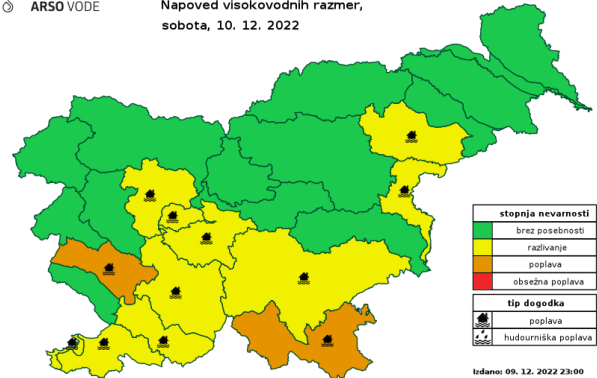 ARSO VODE
Napoved visokovodnih razmer,
sobota, 10. 12. 2022
stopnja nevarnosti
brez posebnosti
razlivanje
poplava
obsežna poplava
tip dogodka
poplava
hudourniška poplava
Izdano: 09. 12. 2022 23:00